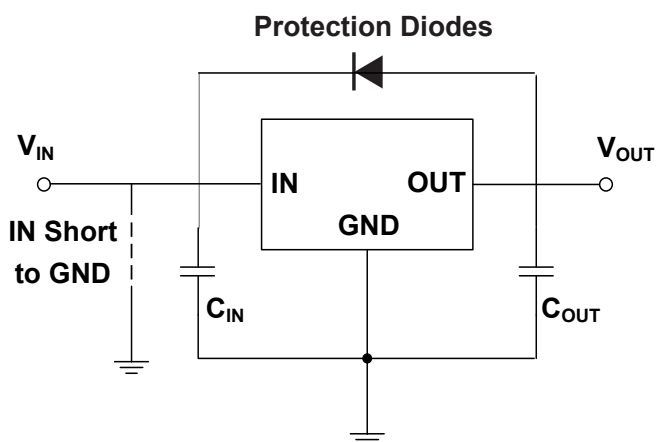 Protection Diodes
VIN
VOUT
IN
OUT
GND
IN Short
to GND
CIN
COUT